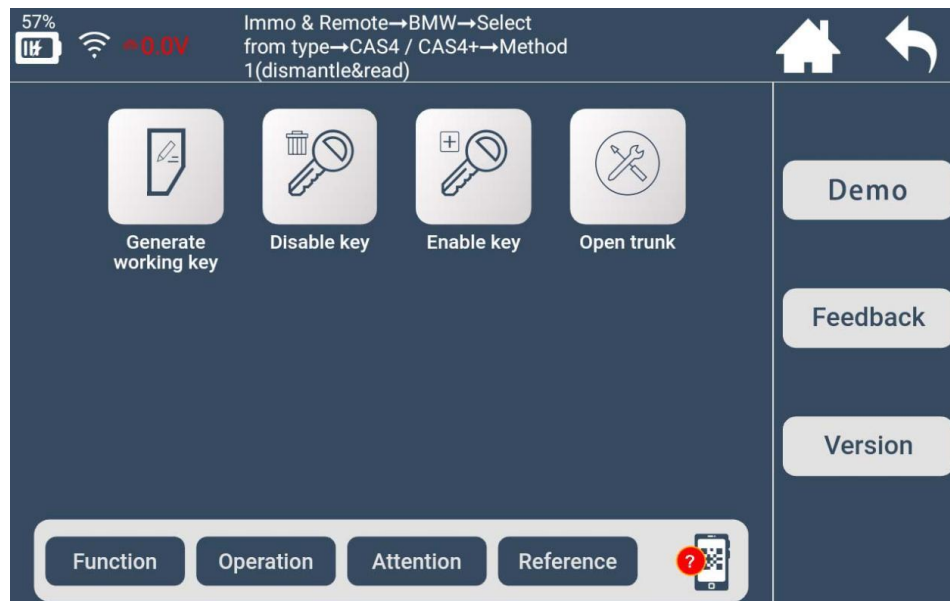 57%
Immo & Remote→BMW→Select
from type→CAS4 / CAS4+→Method
1(dismantle&read)
0.0V
Generate
working key
Disable key
Enable key
Open trunk
Demo
Feedback
Version
Function
Operation
Attention
Reference
?